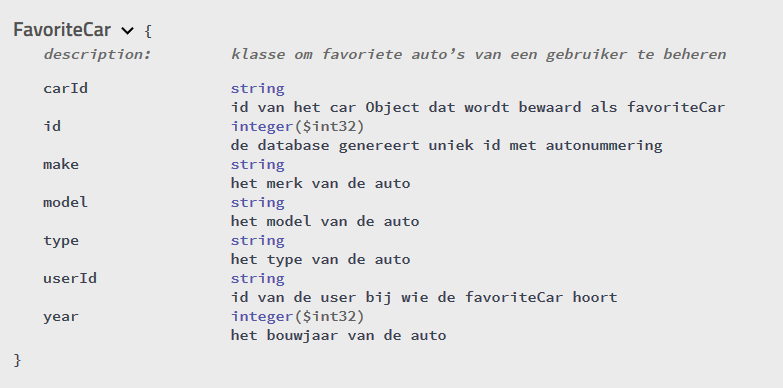 FavoriteCar {
description: klasse om favoriete auto’s van een gebruiker te beheren
carId string
id van het car Object dat wordt bewaard als favoriteCar
id integer($int32)
de database genereert uniek id met autonummering
make string
het merk van de auto
model string
het model van de auto
type string
het type van de auto
userId string
id van de user bij wie de favoriteCar hoort
year integer($int32)
het bouwjaar van de auto
}